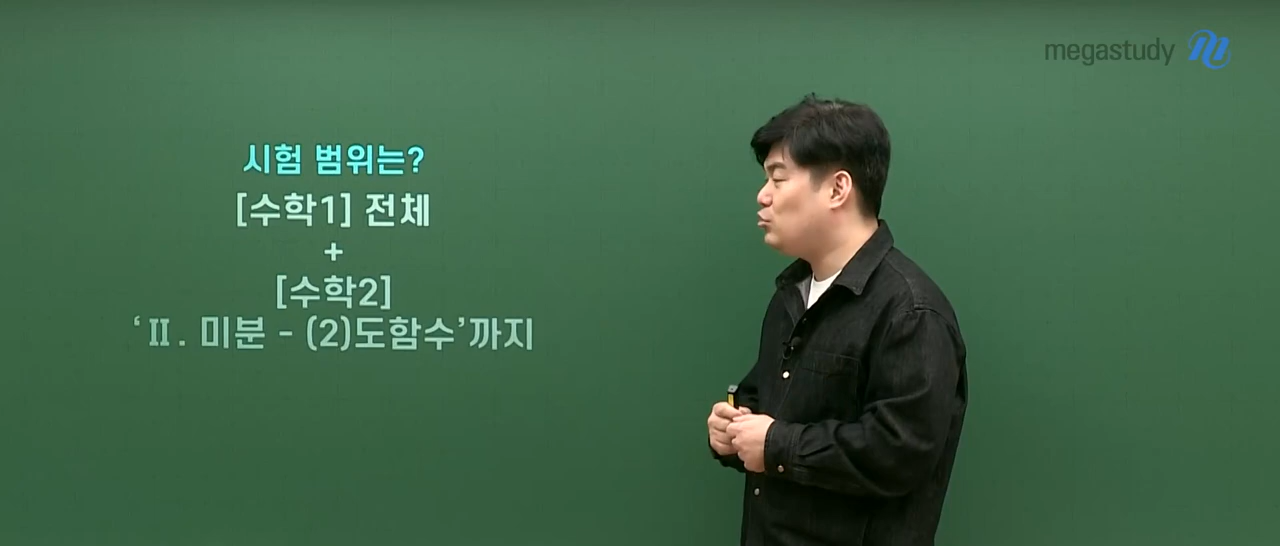 megastudy
시험 범위는?
[수학1] 전체
+
[수학2]
‘Ⅱ. 미분 - (2)도함수’까지